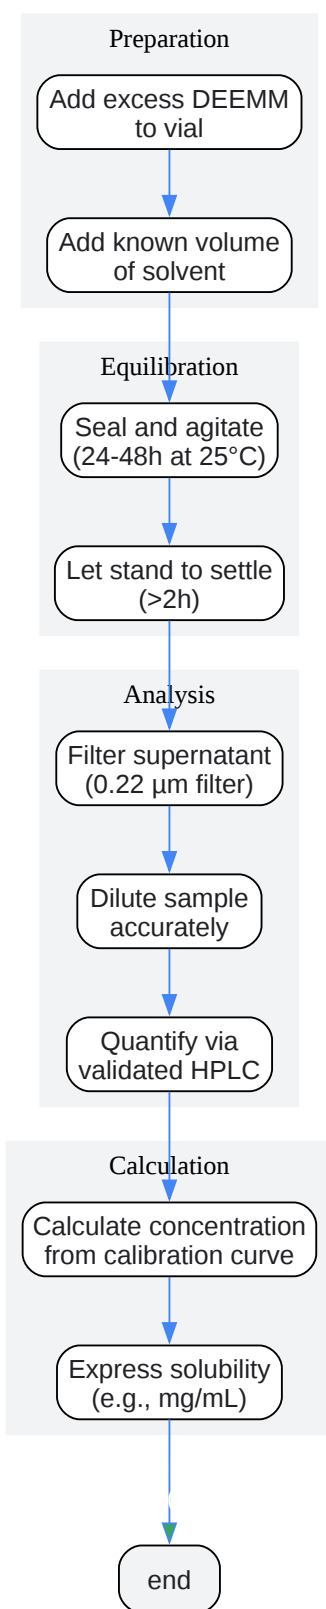 Preparation
Add excess DEEMM
to vial
Add known volume
of solvent
Equilibration
Seal and agitate
(24-48h at 25°C)
Let stand to settle
(>2h)
Analysis
Filter supernatant
(0.22 µm filter)
Dilute sample
accurately
Quantify via
validated HPLC
Calculation
Calculate concentration
from calibration curve
Express solubility
(e.g., mg/mL)
end